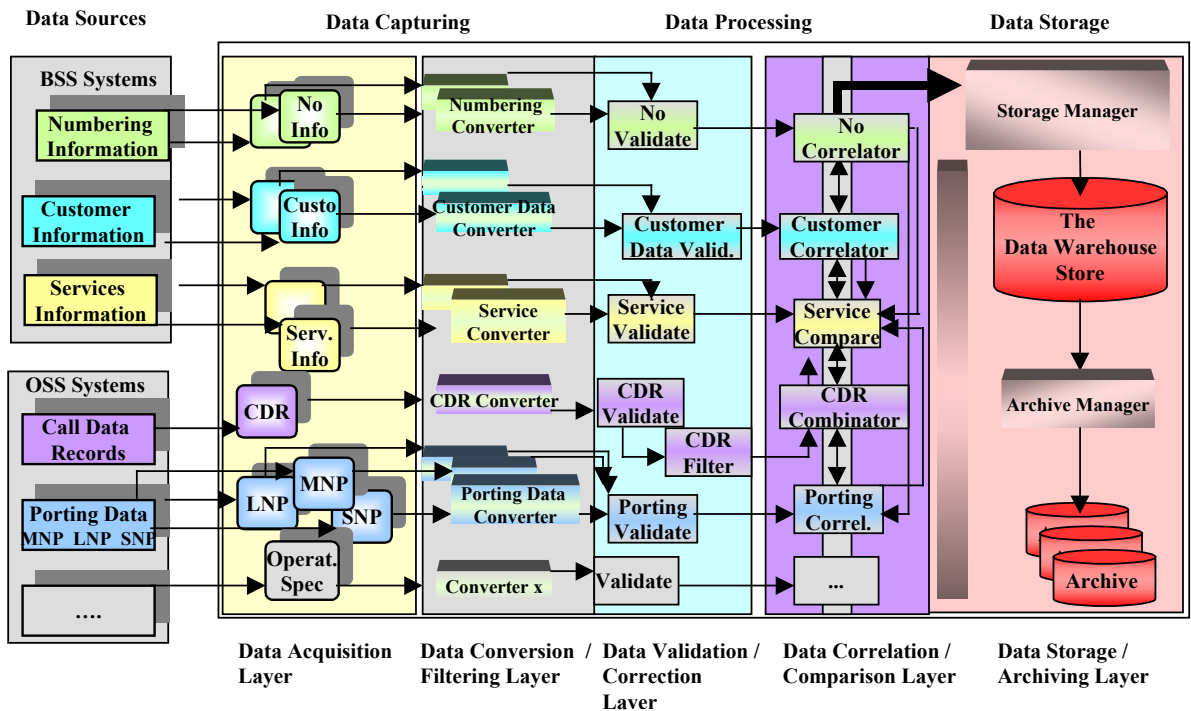 Data Sources
Data Capturing
Data Processing
Data Storage
BSS Systems
Numbering
Information
Customer
Information
Services
Information
OSS Systems
Call Data
Records
Porting Data
MNP LNP SNP
....
No
Info
Custo
Info
Serv.
Info
CDR
LNP
MNP
SNP
Operat.
Spec
Numbering
Converter
Customer Data
Converter
Service
Converter
CDR Converter
Porting Data
Converter
Converter x
No
Validate
Customer
Data Valid.
Service
Validate
CDR
Validate
CDR
Filter
Porting
Validate
Validate
No
Correlator
Customer
Correlator
Service
Compare
CDR
Combinator
Porting
Correl.
...
Storage Manager
The
Data Warehouse
Store
Archive Manager
Archive
Data Acquisition
Layer
Data Conversion /
Filtering Layer
Data Validation /
Correction
Layer
Data Correlation /
Comparison Layer
Data Storage /
Archiving Layer